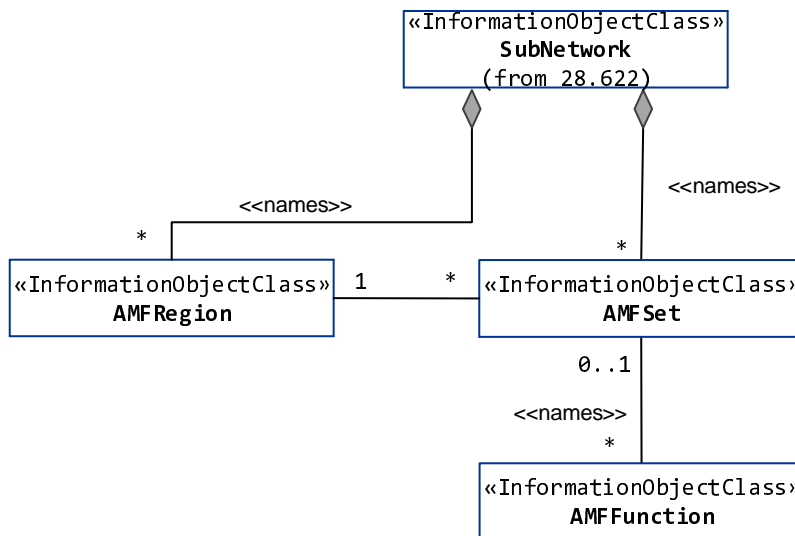 «InformationObjectClass»
SubNetwork
(from 28.622)
<<names>>
<<names>>
*
*
«InformationObjectClass»
AMFRegion
1
*
«InformationObjectClass»
AMFSet
0..1
<<names>>
*
«InformationObjectClass»
AMFFunction